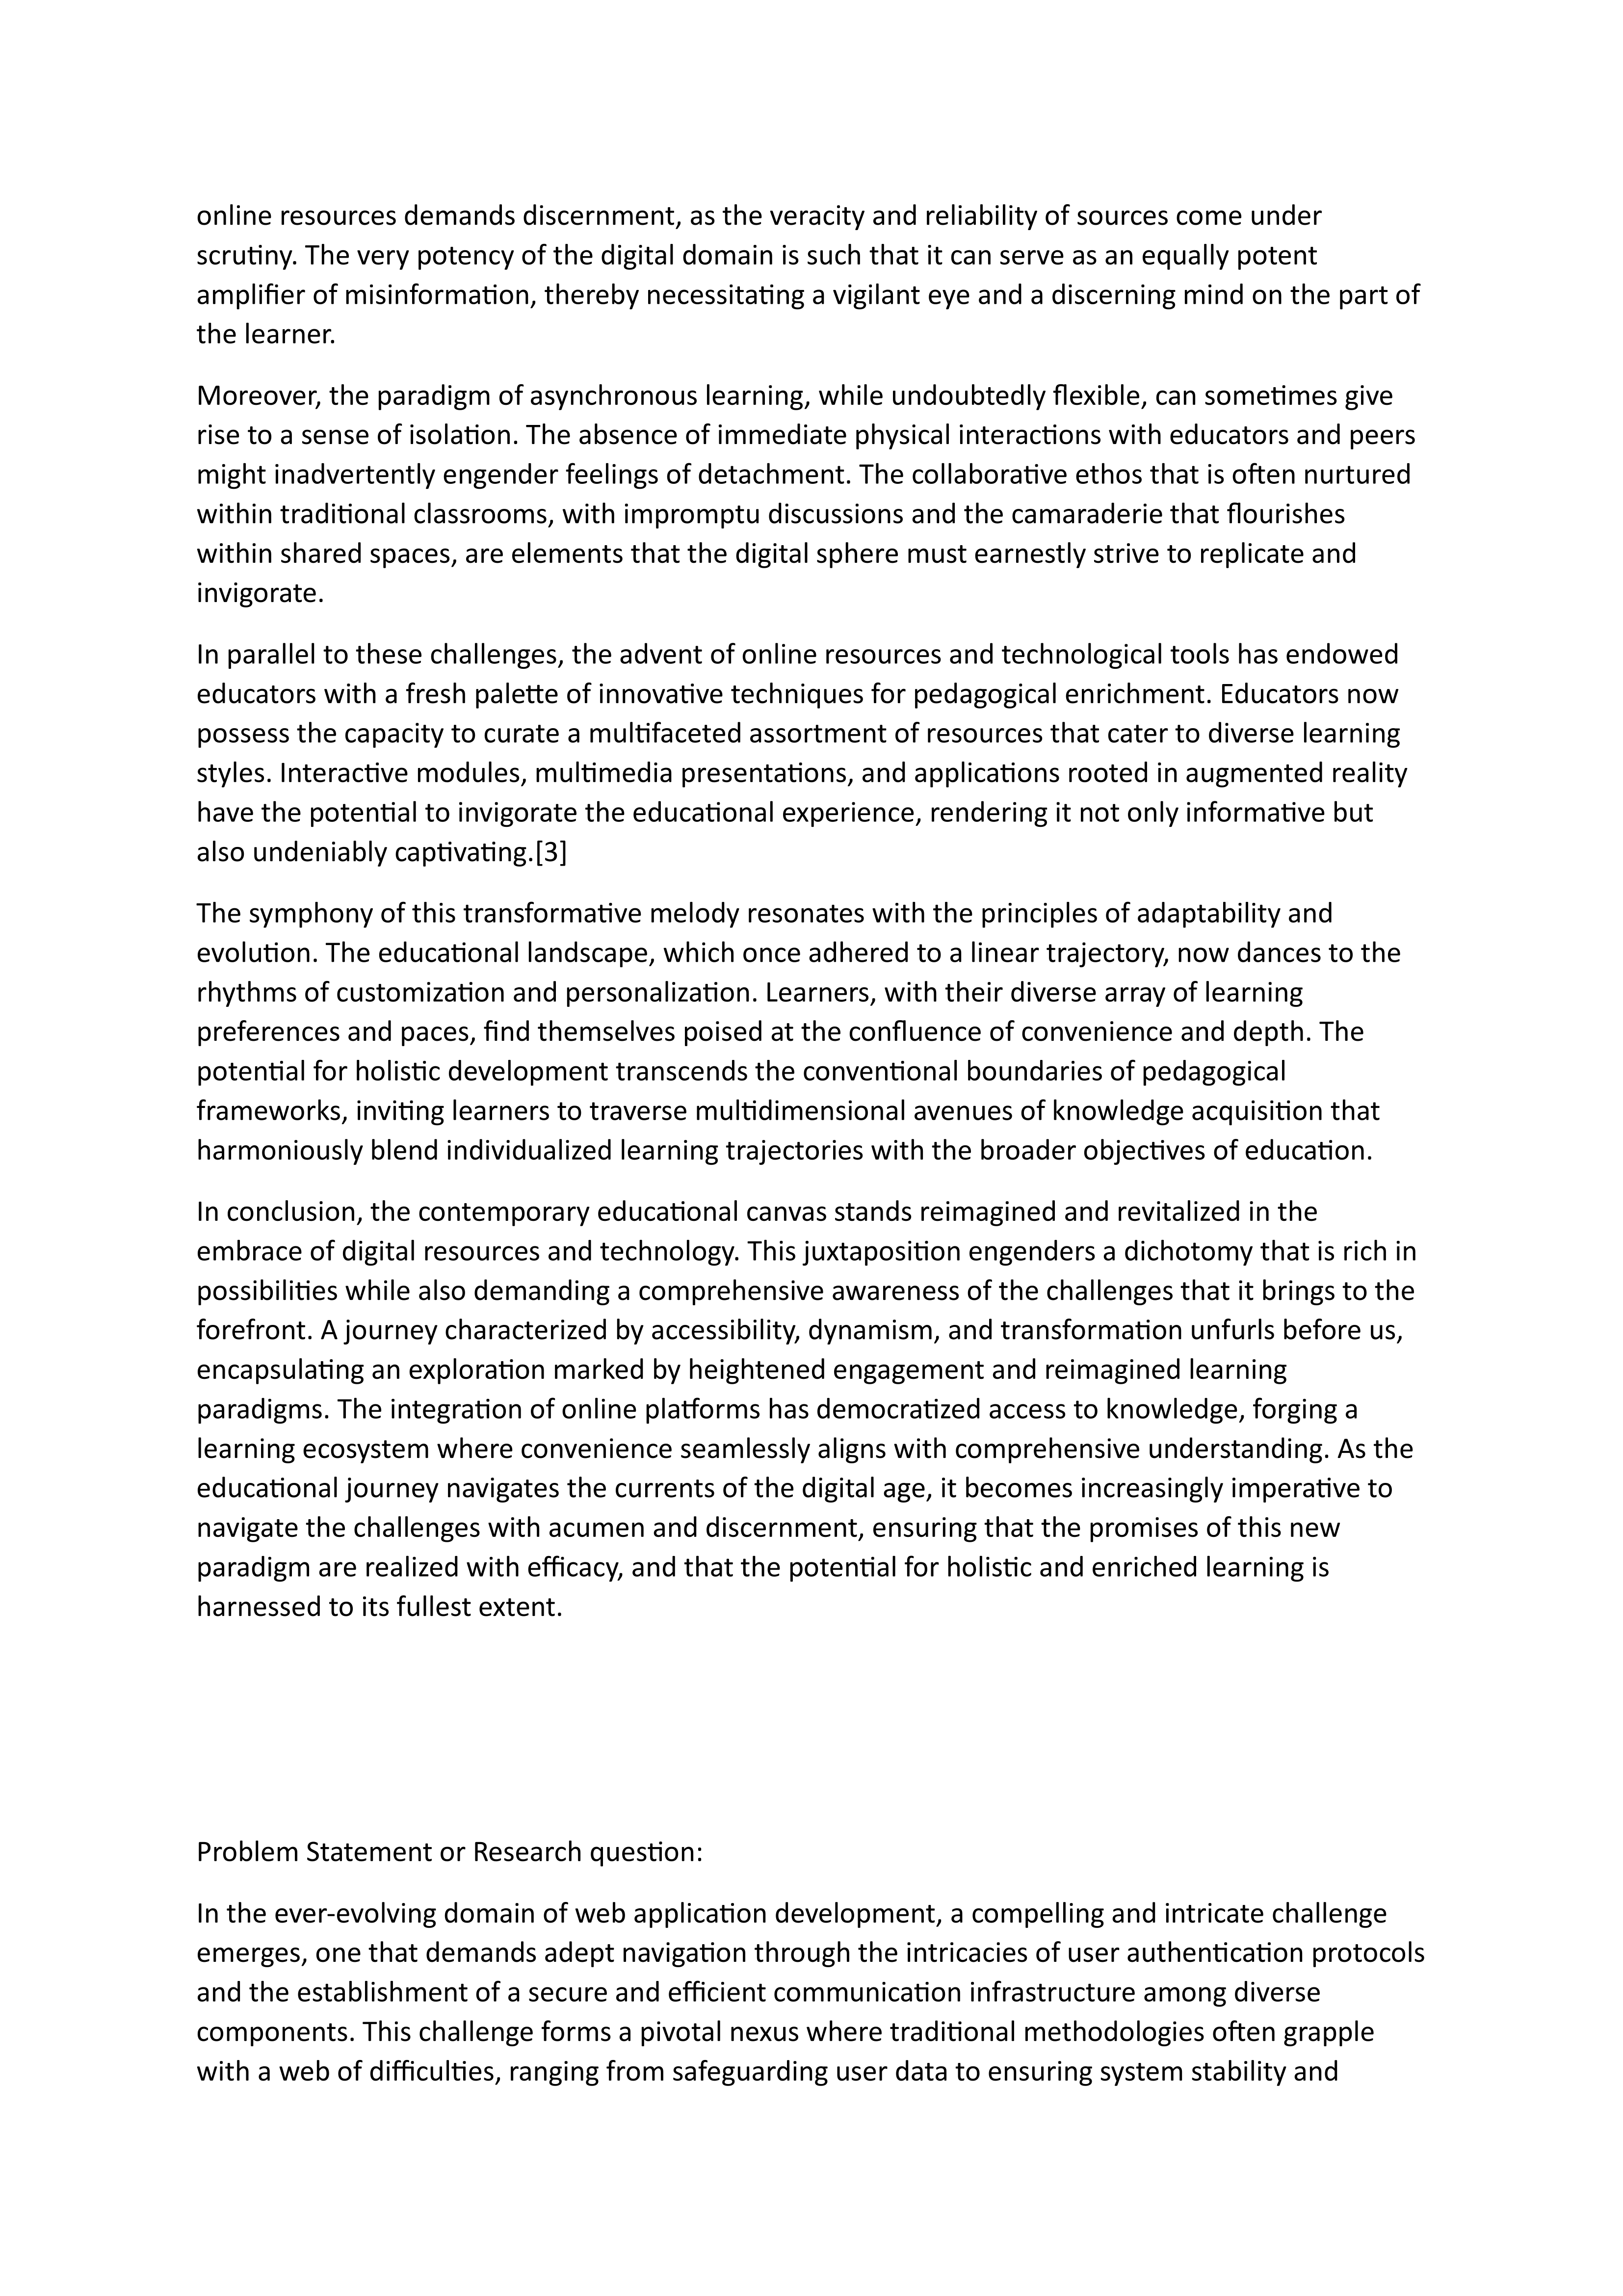 online resources demands discernment, as the veracity and reliability of sources come under
scrutiny. The very potency of the digital domain is such that it can serve as an equally potent
amplifier of misinformation, thereby necessitating a vigilant eye and a discerning mind on the part of
the learner.
Moreover, the paradigm of asynchronous learning, while undoubtedly flexible, can sometimes give
rise to a sense of isolation. The absence of immediate physical interactions with educators and peers
might inadvertently engender feelings of detachment. The collaborative ethos that is often nurtured
within traditional classrooms, with impromptu discussions and the camaraderie that flourishes
within shared spaces, are elements that the digital sphere must earnestly strive to replicate and
invigorate.
In parallel to these challenges, the advent of online resources and technological tools has endowed
educators with a fresh palette of innovative techniques for pedagogical enrichment. Educators now
possess the capacity to curate a multifaceted assortment of resources that cater to diverse learning
styles. Interactive modules, multimedia presentations, and applications rooted in augmented reality
have the potential to invigorate the educational experience, rendering it not only informative but
also undeniably captivating.[3]
The symphony of this transformative melody resonates with the principles of adaptability and
evolution. The educational landscape, which once adhered to a linear trajectory, now dances to the
rhythms of customization and personalization. Learners, with their diverse array of learning
preferences and paces, find themselves poised at the confluence of convenience and depth. The
potential for holistic development transcends the conventional boundaries of pedagogical
frameworks, inviting learners to traverse multidimensional avenues of knowledge acquisition that
harmoniously blend individualized learning trajectories with the broader objectives of education.
In conclusion, the contemporary educational canvas stands reimagined and revitalized in the
embrace of digital resources and technology. This juxtaposition engenders a dichotomy that is rich in
possibilities while also demanding a comprehensive awareness of the challenges that it brings to the
forefront. A journey characterized by accessibility, dynamism, and transformation unfurls before us,
encapsulating an exploration marked by heightened engagement and reimagined learning
paradigms. The integration of online platforms has democratized access to knowledge, forging a
learning ecosystem where convenience seamlessly aligns with comprehensive understanding. As the
educational journey navigates the currents of the digital age, it becomes increasingly imperative to
navigate the challenges with acumen and discernment, ensuring that the promises of this new
paradigm are realized with efficacy, and that the potential for holistic and enriched learning is
harnessed to its fullest extent.
Problem Statement or Research question:
In the ever-evolving domain of web application development, a compelling and intricate challenge
emerges, one that demands adept navigation through the intricacies of user authentication protocols
and the establishment of a secure and efficient communication infrastructure among diverse
components. This challenge forms a pivotal nexus where traditional methodologies often grapple
with a web of difficulties, ranging from safeguarding user data to ensuring system stability and